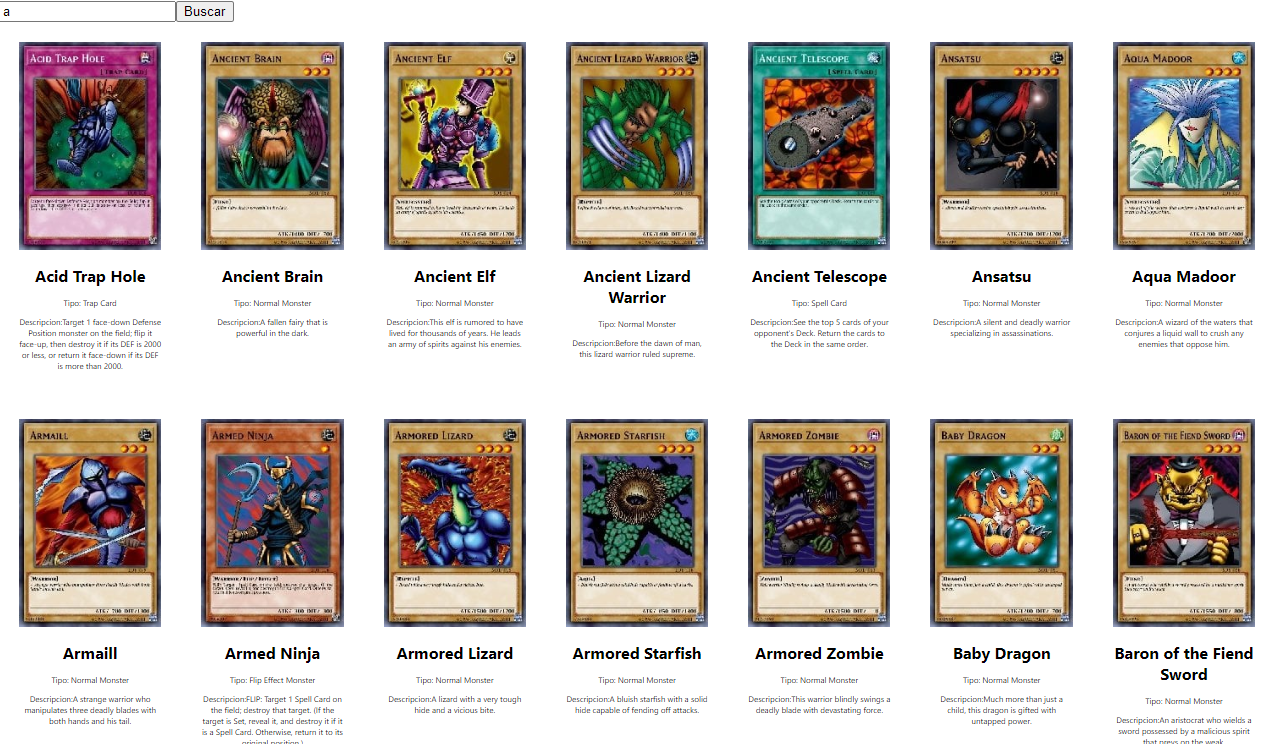 a
Buscar
ACID TRAP HOLE
[TRAP CARD]
ANCIENT BRAIN
ANCIENT ELF
ANCIENT LIZARD WARRIOR
ANCIENT TELESCOPE
[SPELL CARD]
ANSATSU
AQUA MADOOR
Acid Trap Hole
Tipo: Trap Card
Descripcion:Target 1 face-down Defense
Position monster on the field; flip it
face-up, then destroy it if its DEF is 2000
or less, or return it face-down if its DEF
is more than 2000.
Ancient Brain
Tipo: Normal Monster
Descripcion:A fallen fairy that is
powerful in the dark.
Ancient Elf
Tipo: Normal Monster
Descripcion:This elf is rumored to have
lived for thousands of years. He leads
an army of spirits against his enemies.
Ancient Lizard
Warrior
Tipo: Normal Monster
Descripcion:Before the dawn of man,
this lizard warrior ruled supreme.
Ancient Telescope
Tipo: Spell Card
Descripcion:See the top 5 cards of your
opponent's Deck. Return the cards to
the Deck in the same order.
Ansatsu
Tipo: Normal Monster
Descripcion:A silent and deadly warrior
specializing in assassinations.
Aqua Madoor
Tipo: Normal Monster
Descripcion:A wizard of the waters that
conjures a liquid wall to crush any
enemies that oppose him.
ARMAILL
ARMED NINJA
ARMORED LIZARD
ARMORED STARFISH
ARMORED ZOMBIE
BABY DRAGON
BARON OF THE FIEND SWORD
Armaill
Tipo: Normal Monster
Descripcion:A strange warrior who
manipulates three deadly blades with
both hands and his tail.
Armed Ninja
Tipo: Flip Effect Monster
Descripcion:FLIP: Target 1 Spell Card on
the field; destroy that target. (If the
target is Set, reveal it, and destroy it if it
is a Spell Card. Otherwise, return it to its
original position.)
Armored Lizard
Tipo: Normal Monster
Descripcion:A lizard with a very tough
hide and a vicious bite.
Armored Starfish
Tipo: Normal Monster
Descripcion:A bluish starfish with a solid
hide capable of fending off attacks.
Armored Zombie
Tipo: Normal Monster
Descripcion:This warrior blindly swings a
deadly blade with devastating force.
Baby Dragon
Tipo: Normal Monster
Descripcion:Much more than just a
child, this dragon is gifted with
untapped power.
Baron of the Fiend
Sword
Tipo: Normal Monster
Descripcion:An aristocrat who wields a
sword possessed by a malicious spirit
that preys on the weak.